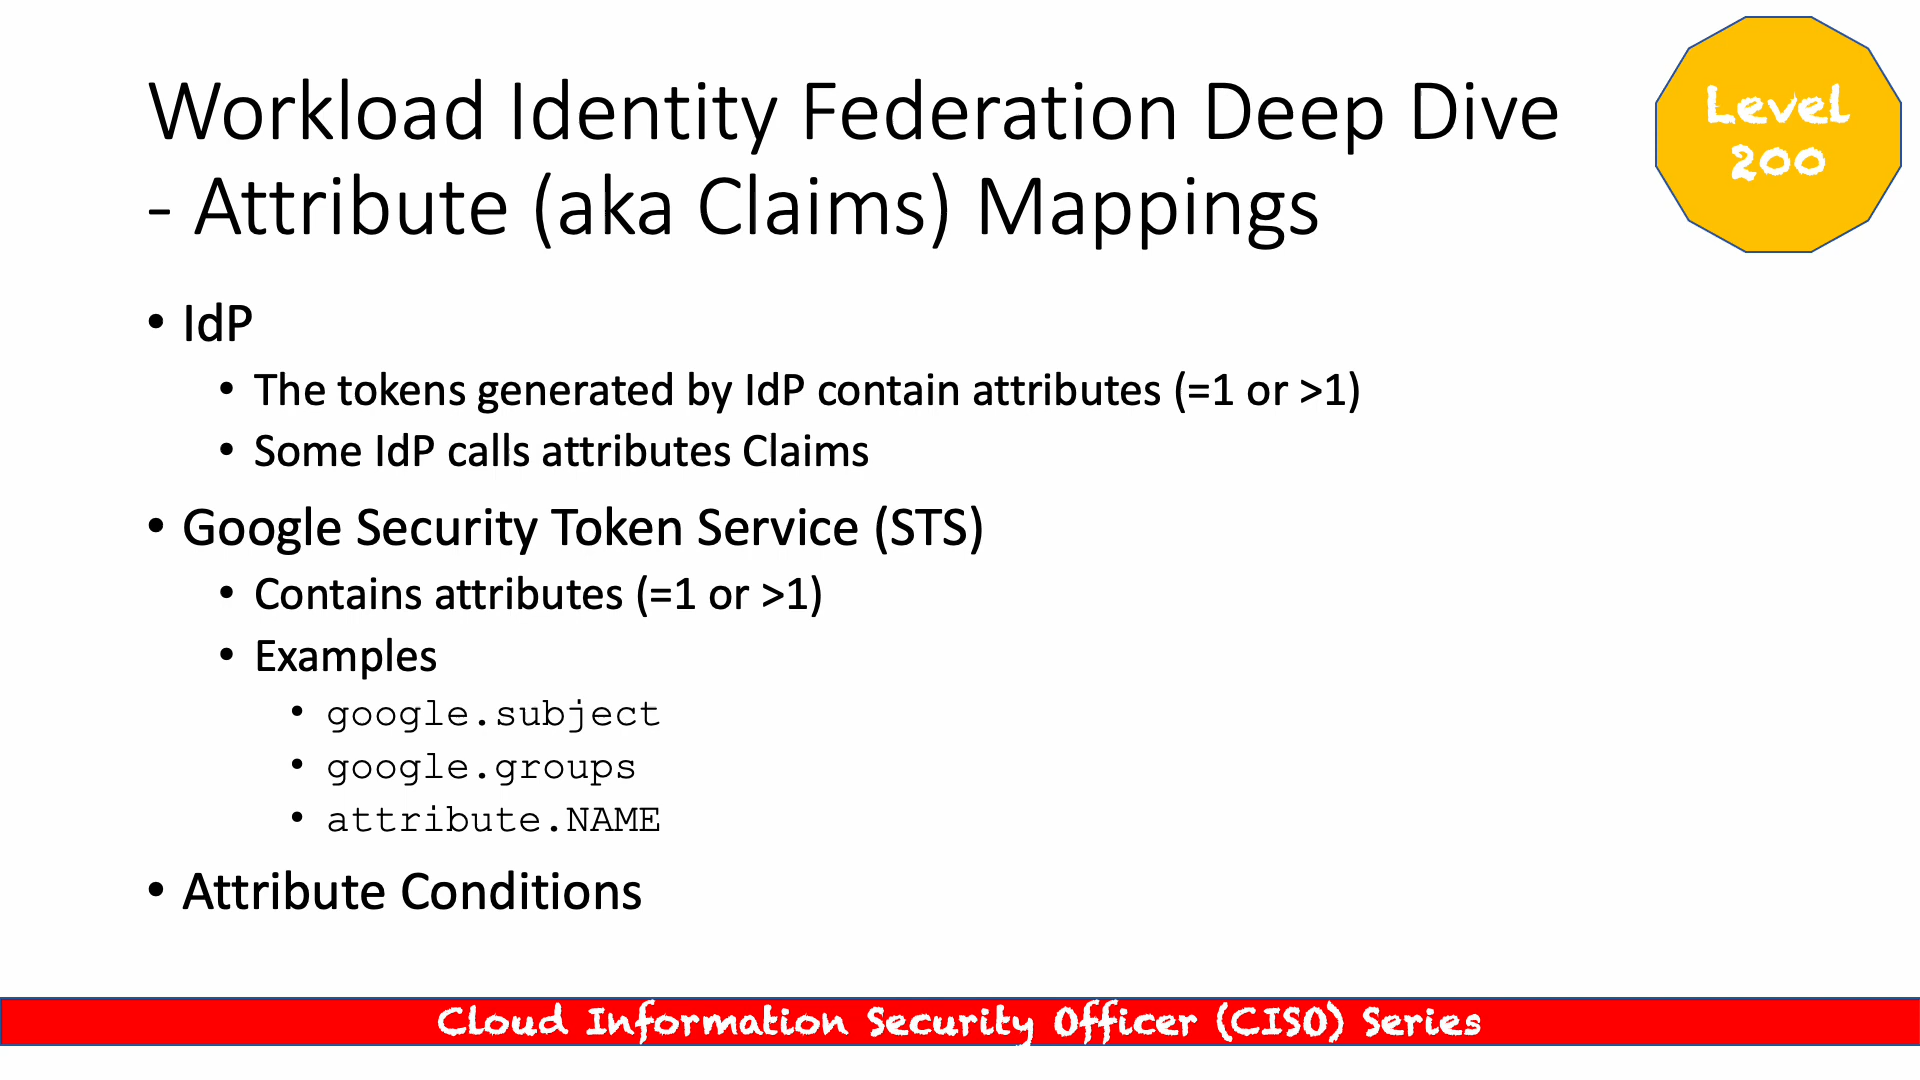 Workload Identity Federation Deep Dive
- Attribute (aka Claims) Mappings
Level
200
• IdP
• The tokens generated by IdP contain attributes (=1 or >1)
• Some IdP calls attributes Claims
• Google Security Token Service (STS)
• Contains attributes (=1 or >1)
• Examples
• google.subject
• google.groups
• attribute.NAME
• Attribute Conditions
Cloud Information Security Officer (CISO) Series